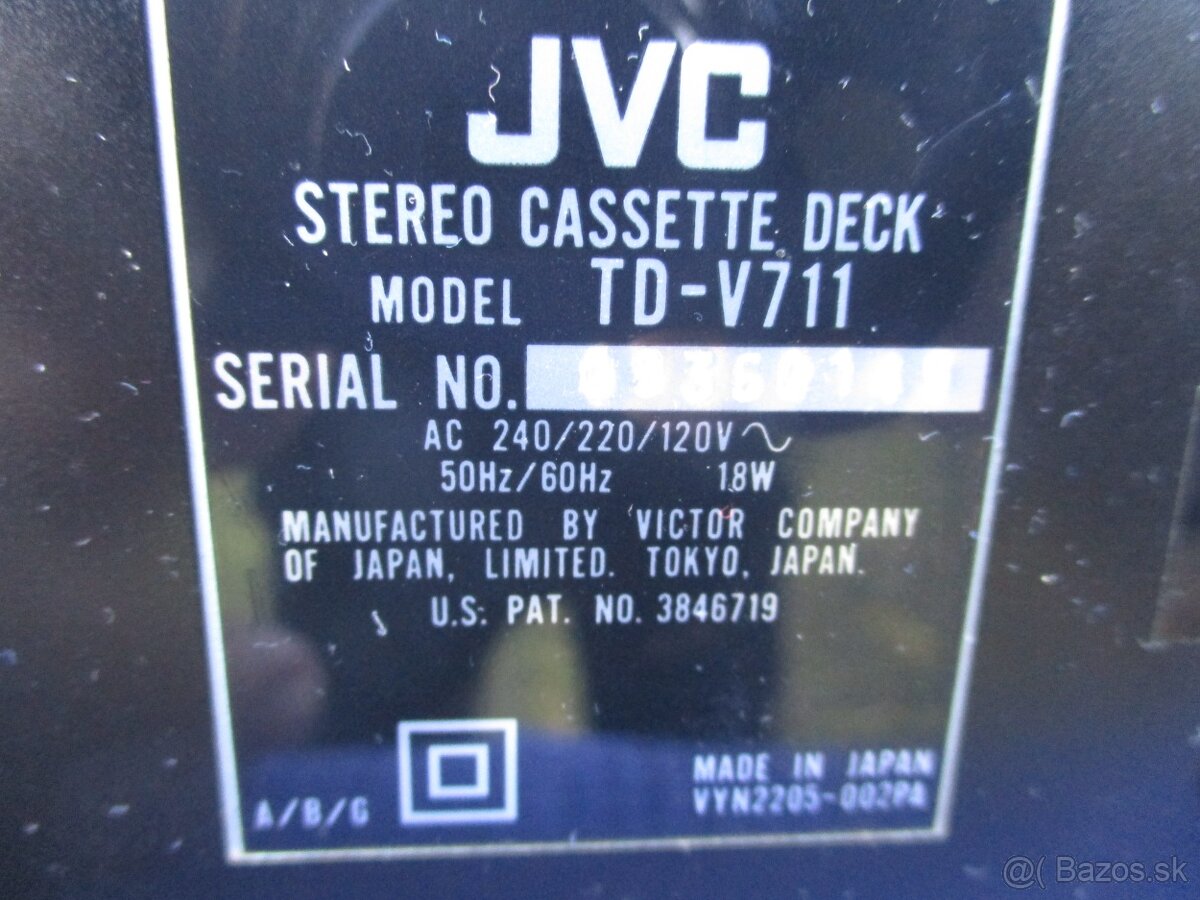 JVC
STEREO CASSETTE DECK
MODEL TD-V711
SERIAL NO.
AC 240/220/120V∿
50Hz/60Hz 18W
MANUFACTURED BY VICTOR COMPANY
OF JAPAN, LIMITED. TOKYO, JAPAN.
U.S. PAT. NO. 3846719
A/B/G
MADE IN JAPAN
VYN2205-002PA
@( Bazos.sk